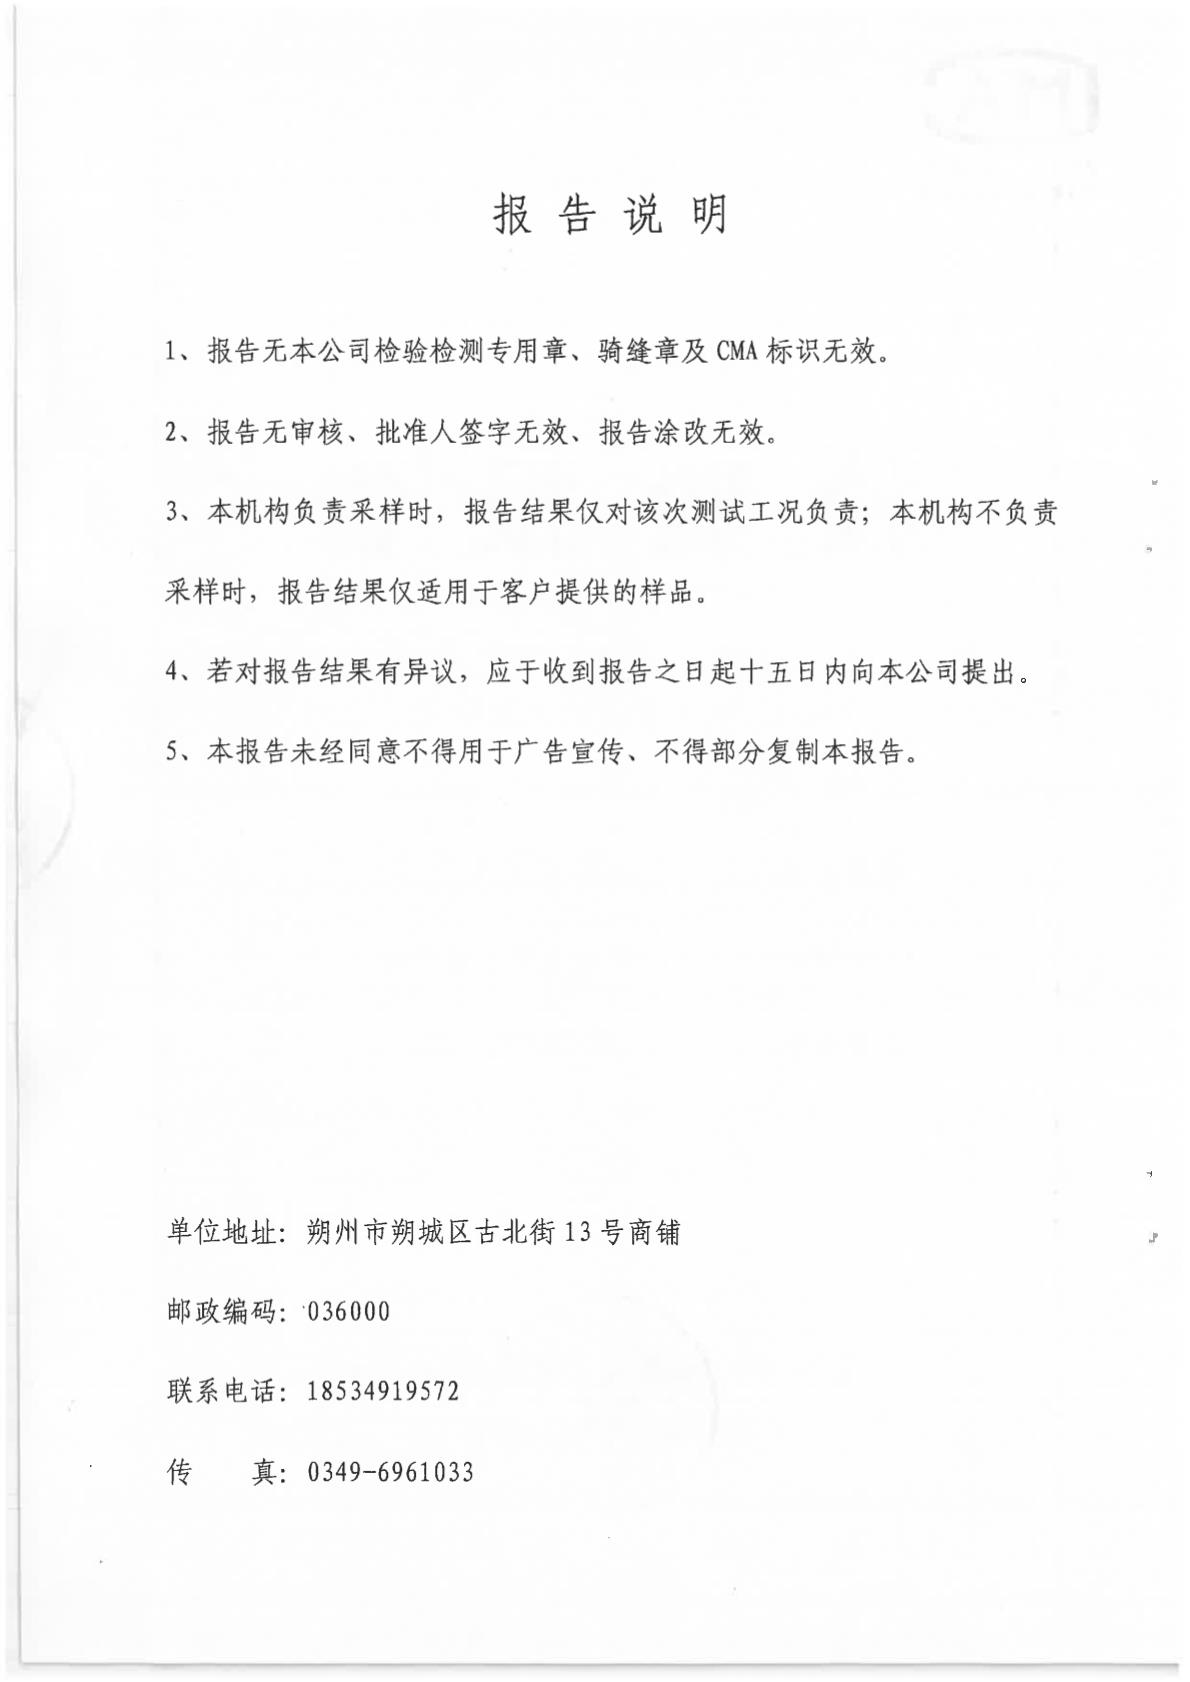 报告说明
1、报告无本公司检验检测专用章、骑缝章及 CMA 标识无效。
2、报告无审核、批准人签字无效、报告涂改无效。
3、本机构负责采样时，报告结果仅对该次测试工况负责；本机构不负责
采样时，报告结果仅适用于客户提供的样品。
4、若对报告结果有异议，应于收到报告之日起十五日内向本公司提出。
5、本报告未经同意不得用于广告宣传、不得部分复制本报告。
单位地址：朔州市朔城区古北街 13 号商铺
邮政编码：036000
联系电话：18534919572
传　　真：0349-6961033